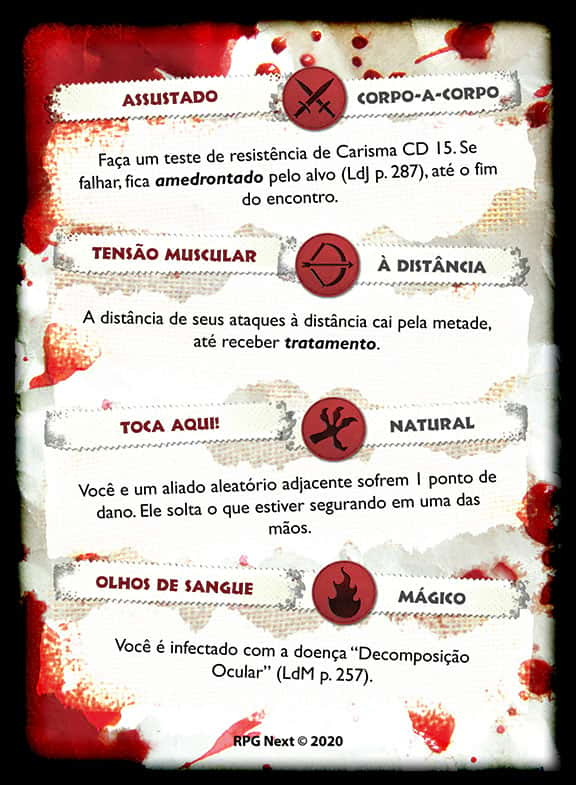 ASSUSTADO CORPO-A-CORPO
Faça um teste de resistência de Carisma CD 15. Se
falhar, fica amedrontado pelo alvo (LdJ p. 287), até o fim
do encontro.
TENSÃO MUSCULAR À DISTÂNCIA
A distância de seus ataques à distância cai pela metade,
até receber tratamento.
TOCA AQUI! NATURAL
Você e um aliado aleatório adjacente sofrem 1 ponto de
dano. Ele solta o que estiver segurando em uma das
mãos.
OLHOS DE SANGUE MÁGICO
Você é infectado com a doença “Decomposição
Ocular” (LdM p. 257).
RPG Next © 2020